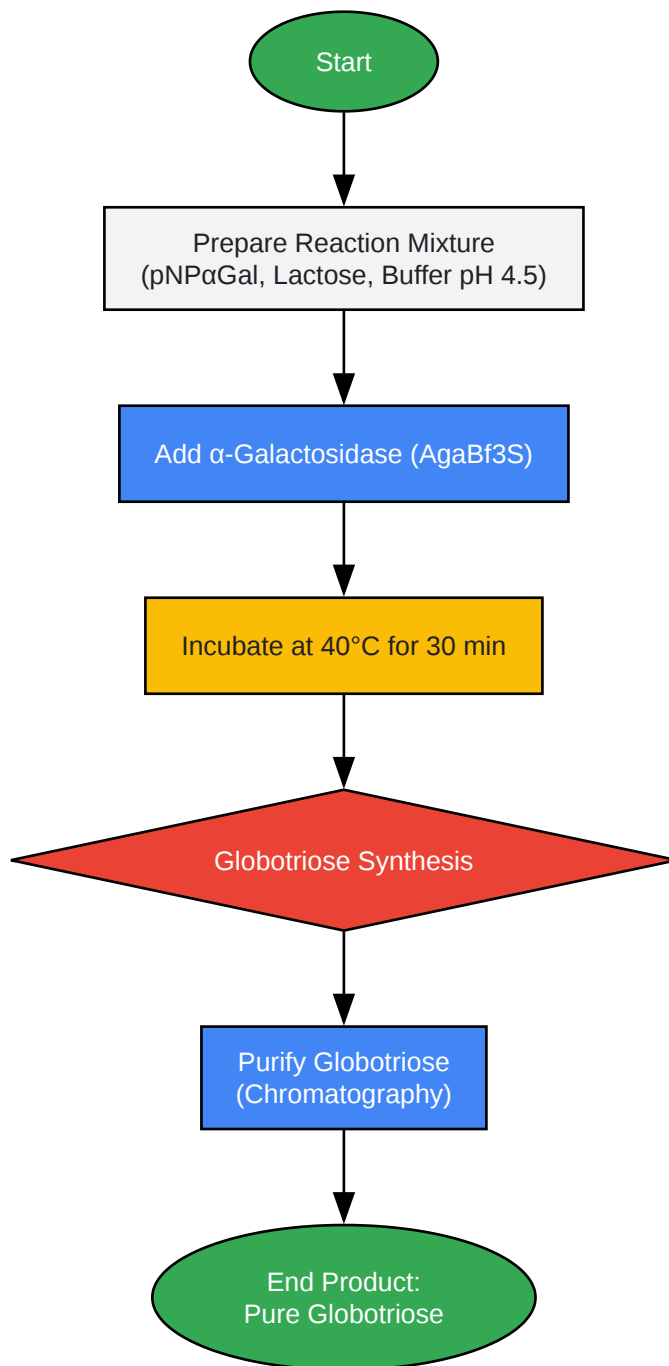 Start
Prepare Reaction Mixture
(pNPαGal, Lactose, Buffer pH 4.5)
Add α-Galactosidase (AgaBf3S)
Incubate at 40°C for 30 min
Globotriose Synthesis
Purify Globotriose
(Chromatography)
End Product:
Pure Globotriose